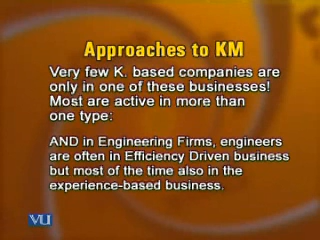 Approaches to KM
Very few K. based companies are
only in one of these businesses!
Most are active in more than
one type:
AND in Engineering Firms, engineers
are often in Efficiency Driven business
but most of the time also in the
experience-based business.
VU